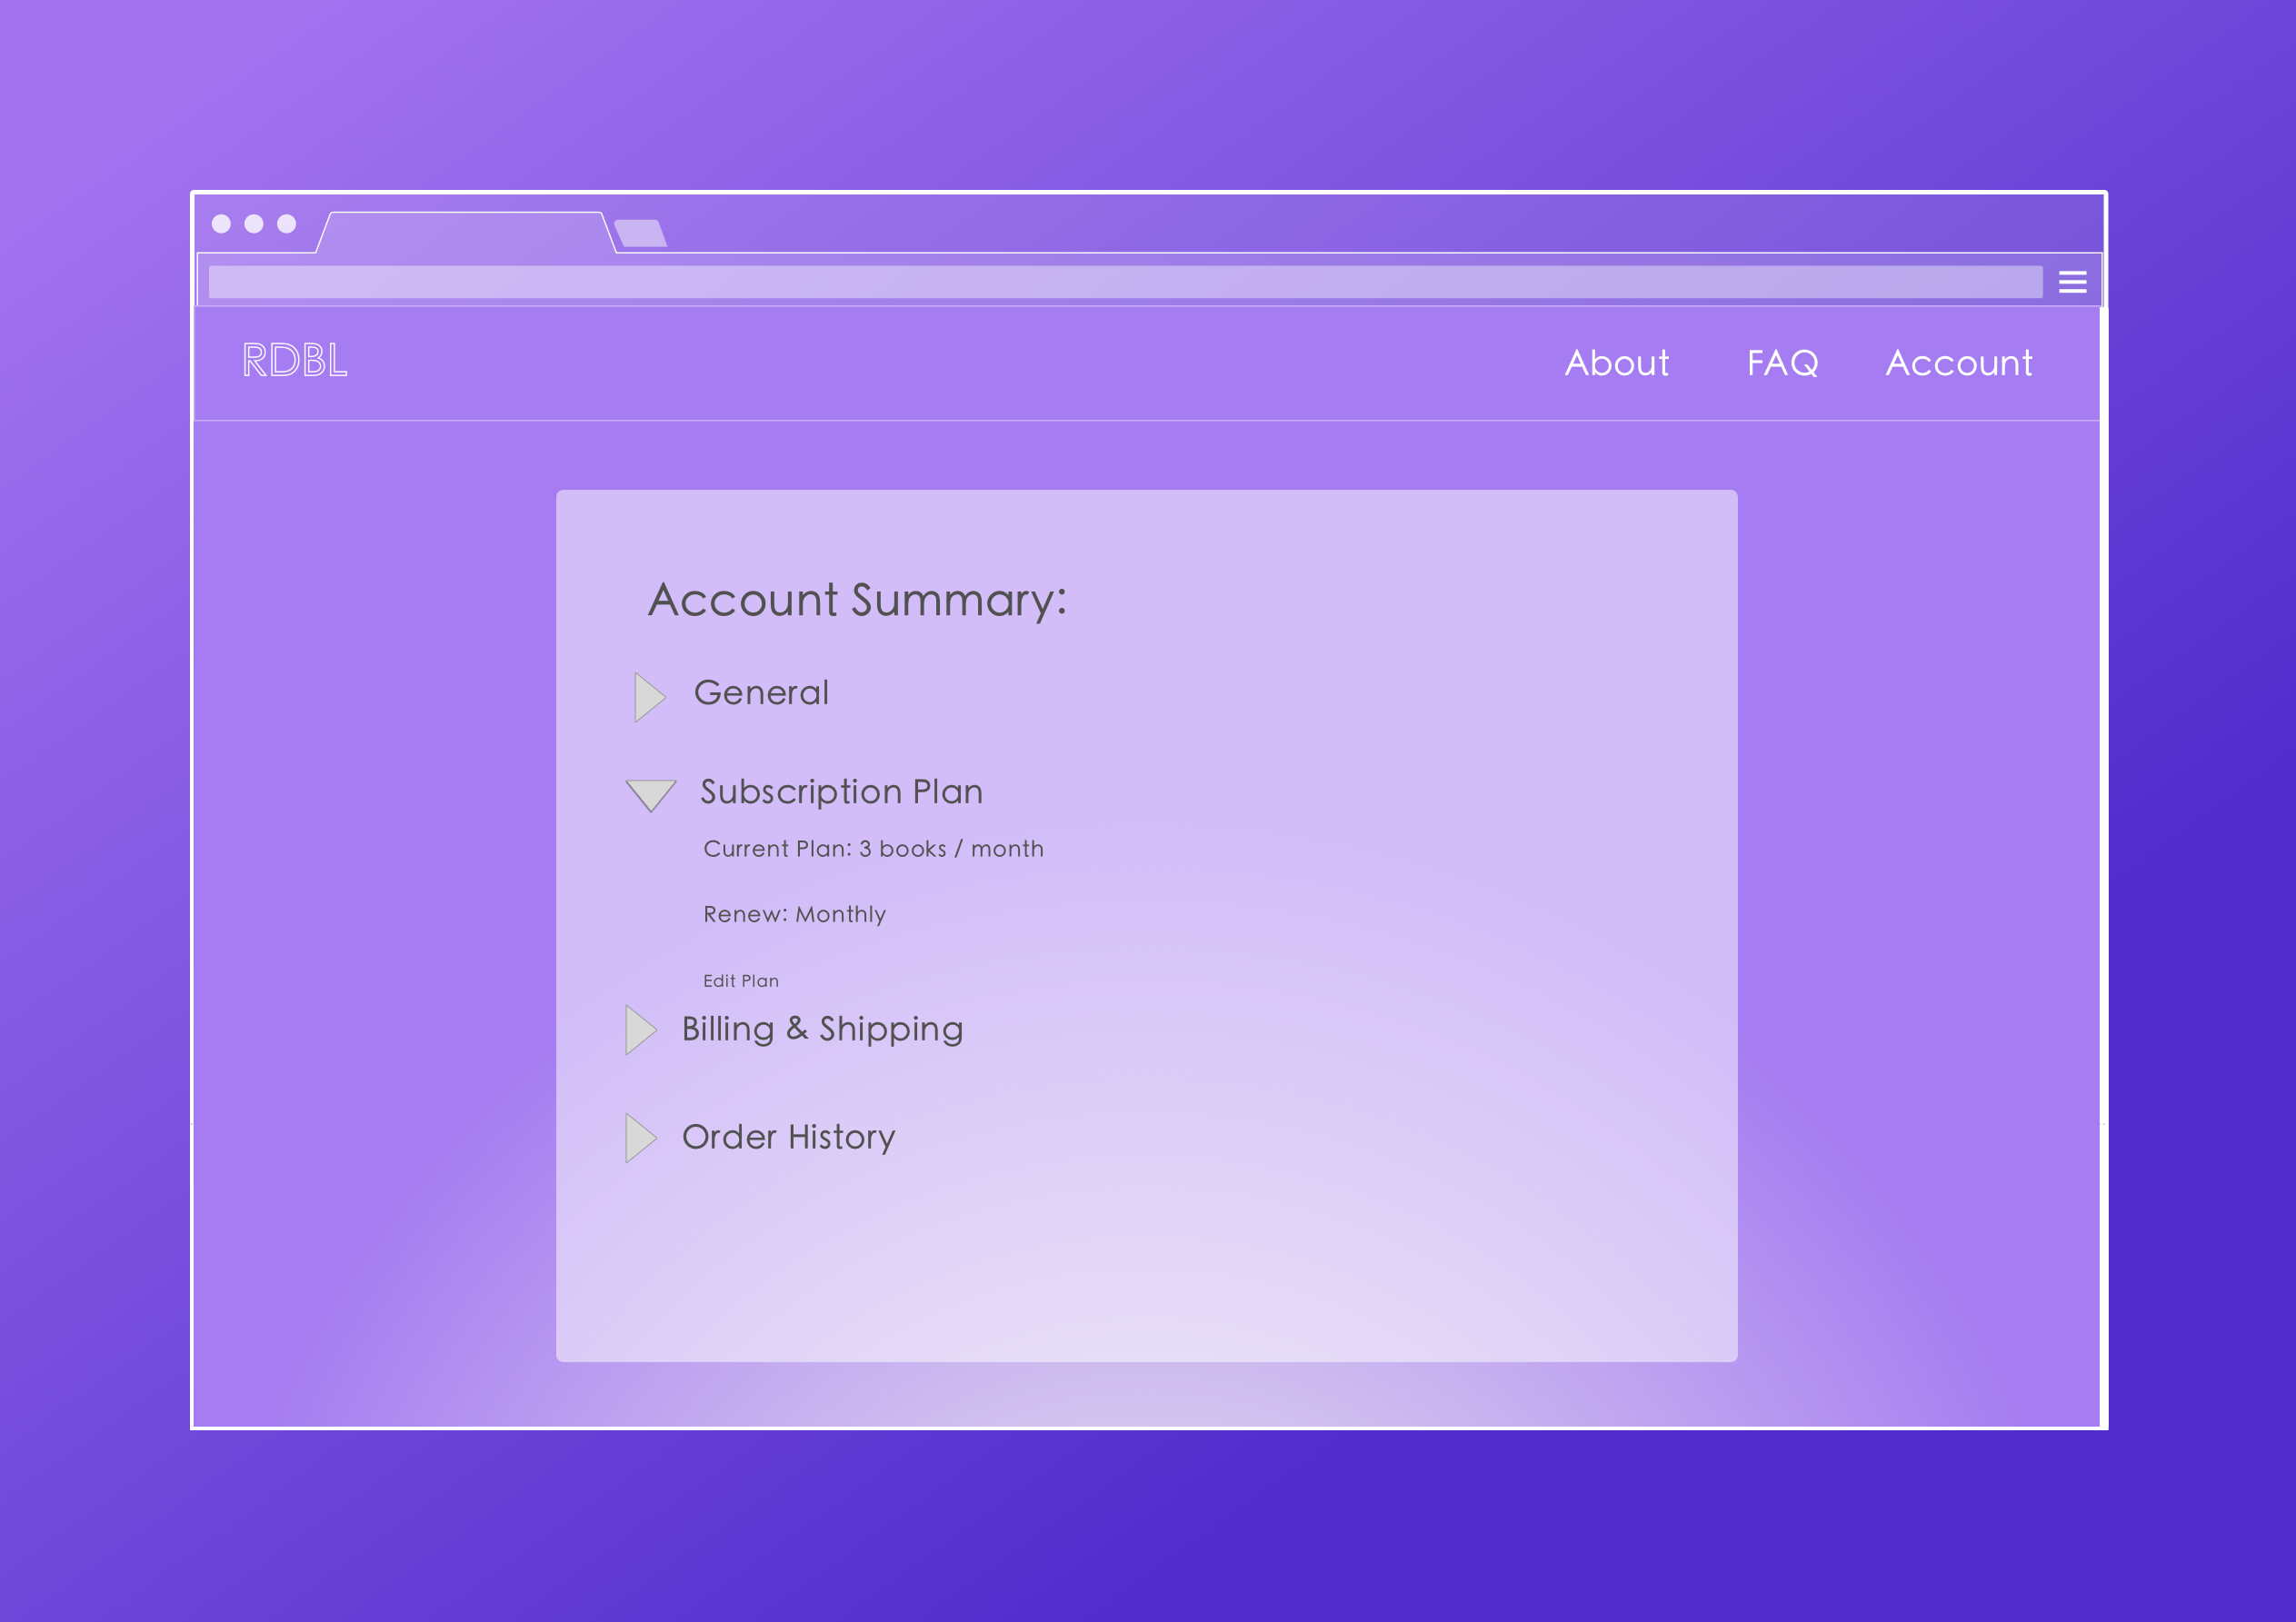 RDBL
About FAQ Account
Account Summary:
General
Subscription Plan
Current Plan: 3 books / month
Renew: Monthly
Edit Plan
Billing & Shipping
Order History